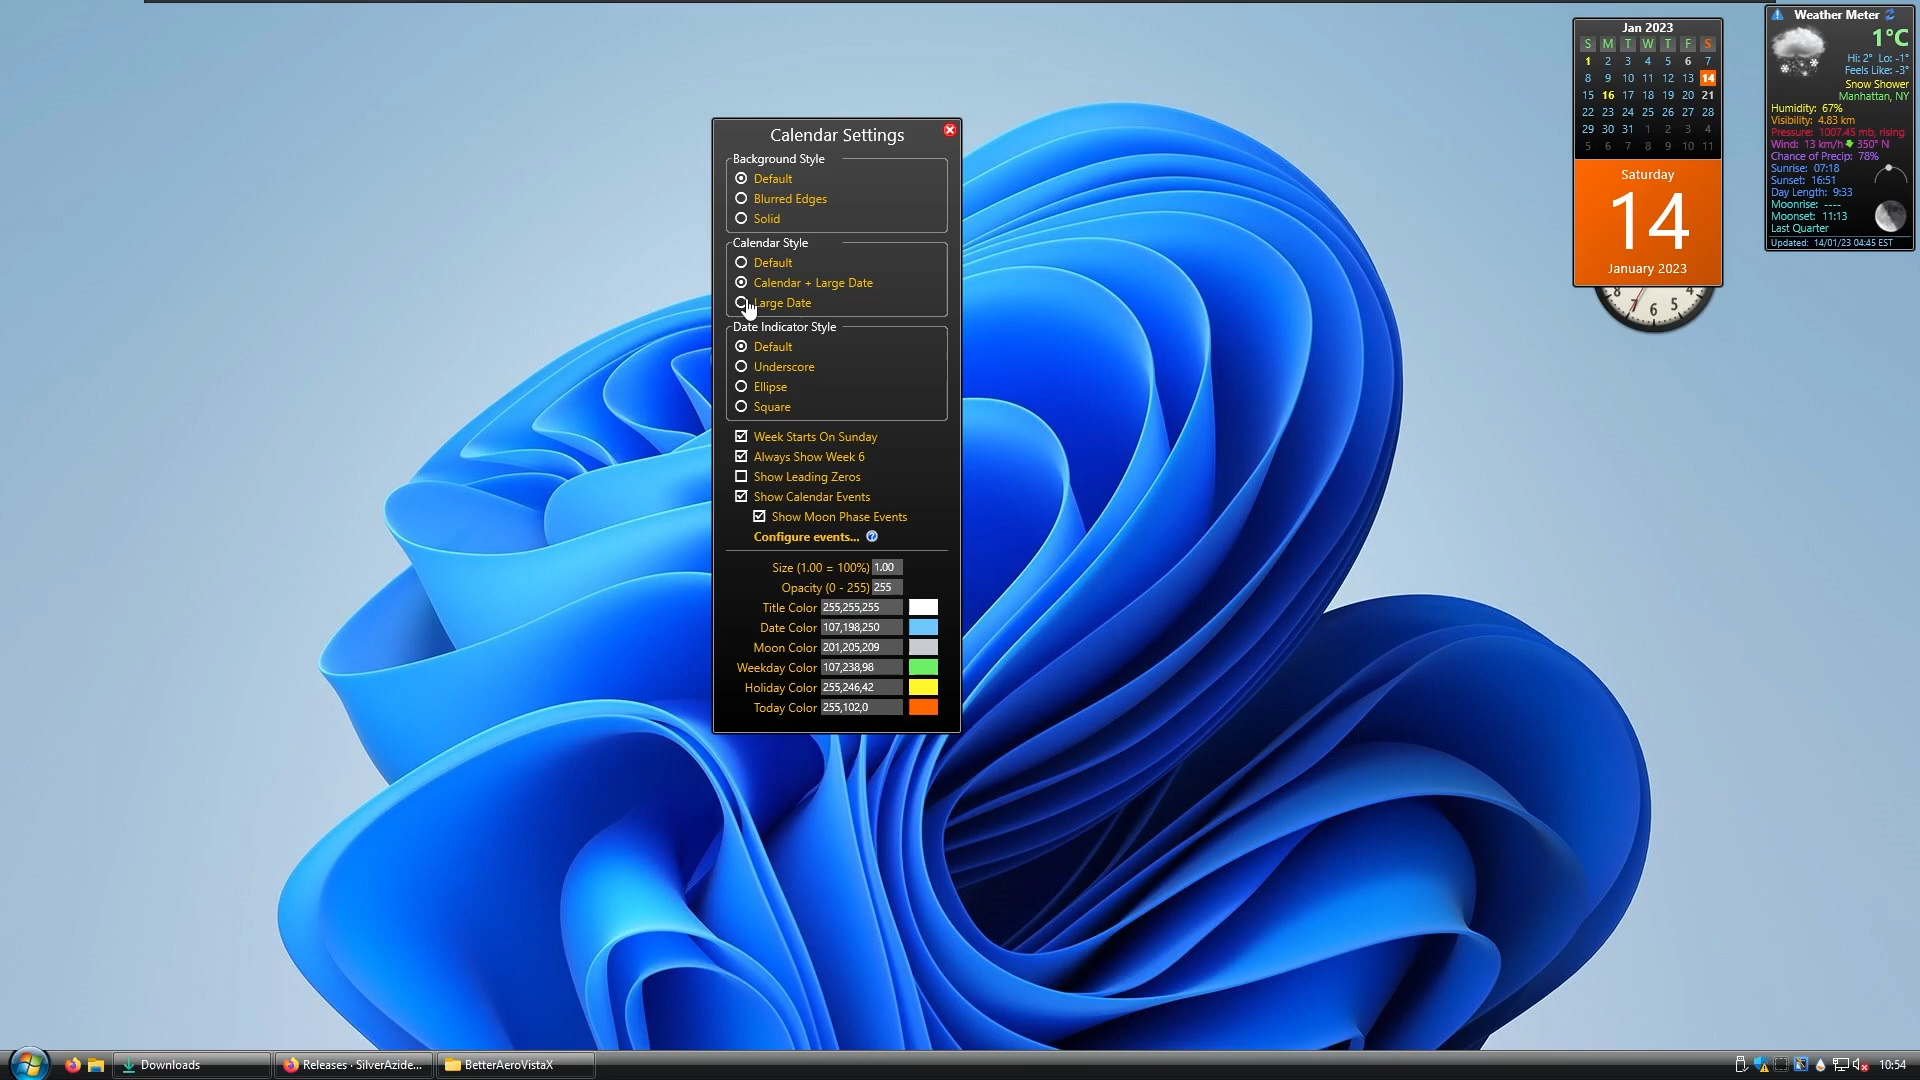 Calendar Settings
Background Style
Default
Blurred Edges
Solid
Calendar Style
Default
Calendar + Large Date
Large Date
Date Indicator Style
Default
Underscore
Ellipse
Square
Week Starts On Sunday
Always Show Week 6
Show Leading Zeros
Show Calendar Events
Show Moon Phase Events
Configure events...
Size (1.00 = 100%) 1.00
Opacity (0 - 255) 255
Title Color 255,255,255
Date Color 107,198,250
Moon Color 201,205,209
Weekday Color 107,238,98
Holiday Color 255,246,42
Today Color 255,102,0
Jan 2023
S M T W T F S
1 2 3 4 5 6 7
8 9 10 11 12 13 14
15 16 17 18 19 20 21
22 23 24 25 26 27 28
29 30 31 1 2 3 4
5 6 7 8 9 10 11
Saturday
14
January 2023
8 7 6 5 4
Weather Meter
1°C
Hi: 2° Lo: -1°
Feels Like: -3°
Snow Shower
Manhattan, NY
Humidity: 67%
Visibility: 4.83 km
Pressure: 1007.45 mb, rising
Wind: 13 km/h 350° N
Chance of Precip: 78%
Sunrise: 07:18
Sunset: 16:51
Day Length: 9:33
Moonrise: ----
Moonset: 11:13
Last Quarter
Updated: 14/01/23 04:45 EST
Downloads
Releases · SilverAzide...
BetterAeroVistaX
10:54